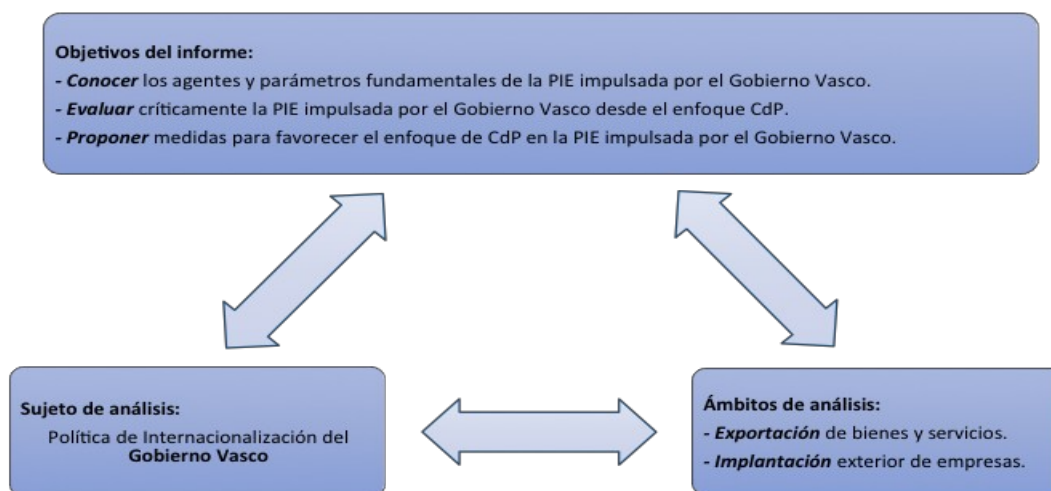 Objetivos del informe:
- Conocer los agentes y parámetros fundamentales de la PIE impulsada por el Gobierno Vasco.
- Evaluar críticamente la PIE impulsada por el Gobierno Vasco desde el enfoque CdP.
- Proponer medidas para favorecer el enfoque de CdP en la PIE impulsada por el Gobierno Vasco.
Sujeto de análisis:
Política de Internacionalización del
Gobierno Vasco
Ámbitos de análisis:
- Exportación de bienes y servicios.
- Implantación exterior de empresas.